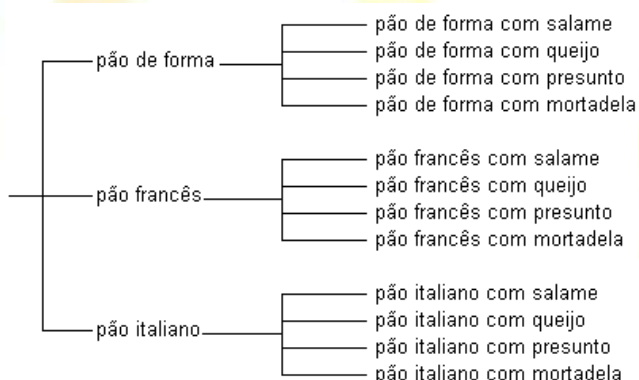 pão de forma
pão de forma com salame
pão de forma com queijo
pão de forma com presunto
pão de forma com mortadela
pão francês
pão francês com salame
pão francês com queijo
pão francês com presunto
pão francês com mortadela
pão italiano
pão italiano com salame
pão italiano com queijo
pão italiano com presunto
pão italiano com mortadela